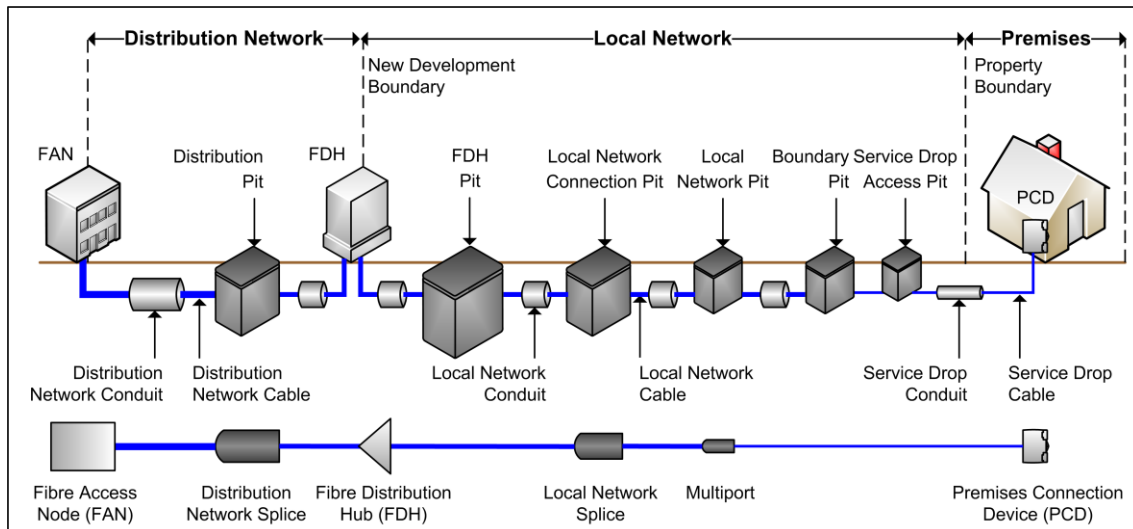 Distribution Network
Local Network
Premises
New Development
Boundary
Property
Boundary
FAN
Distribution
Pit
FDH
FDH
Pit
Local Network
Connection Pit
Local
Network Pit
Boundary
Pit
Service Drop
Access Pit
PCD
Distribution
Network Conduit
Distribution
Network Cable
Local Network
Conduit
Local Network
Cable
Service Drop
Conduit
Service Drop
Cable
Fibre Access
Node (FAN)
Distribution
Network Splice
Fibre Distribution
Hub (FDH)
Local Network
Splice
Multiport
Premises Connection
Device (PCD)